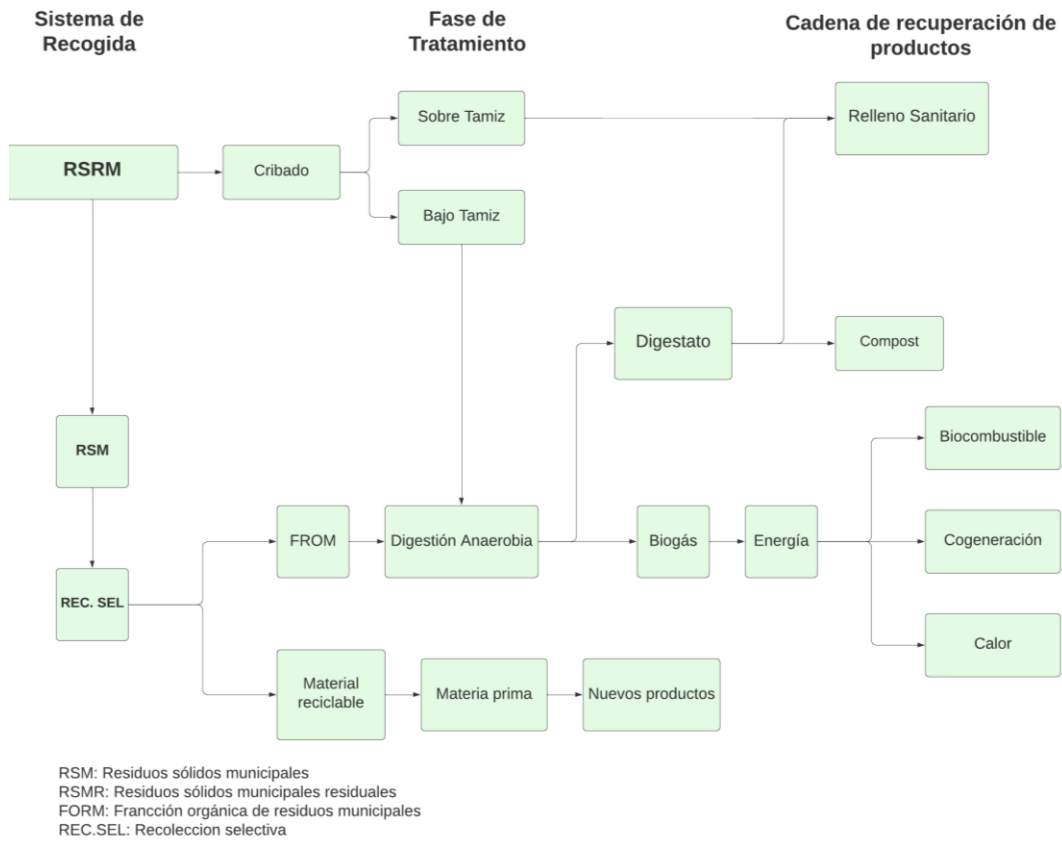 Sistema de
Recogida
Fase de
Tratamiento
Cadena de recuperación de
productos
Sobre Tamiz
Relleno Sanitario
RSRM
Cribado
Bajo Tamiz
Digestato
Compost
RSM
Biocombustible
FROM
Digestión Anaerobia
Biogás
Energía
Cogeneración
REC. SEL
Calor
Material
reciclable
Materia prima
Nuevos productos
RSM: Residuos sólidos municipales
RSMR: Residuos sólidos municipales residuales
FORM: Francción orgánica de residuos municipales
REC.SEL: Recoleccion selectiva